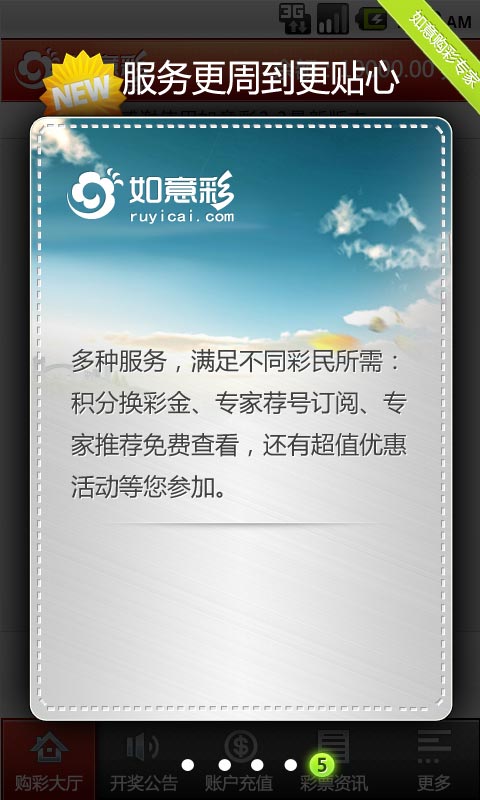 3G
AM
如意购彩专家
NEW
服务更周到更贴心
如意彩
ruyicai.com
多种服务，满足不同彩民所需：
积分换彩金、专家荐号订阅、专
家推荐免费查看，还有超值优惠
活动等您参加。
5
购彩大厅
开奖公告
账户充值
彩票资讯
更多